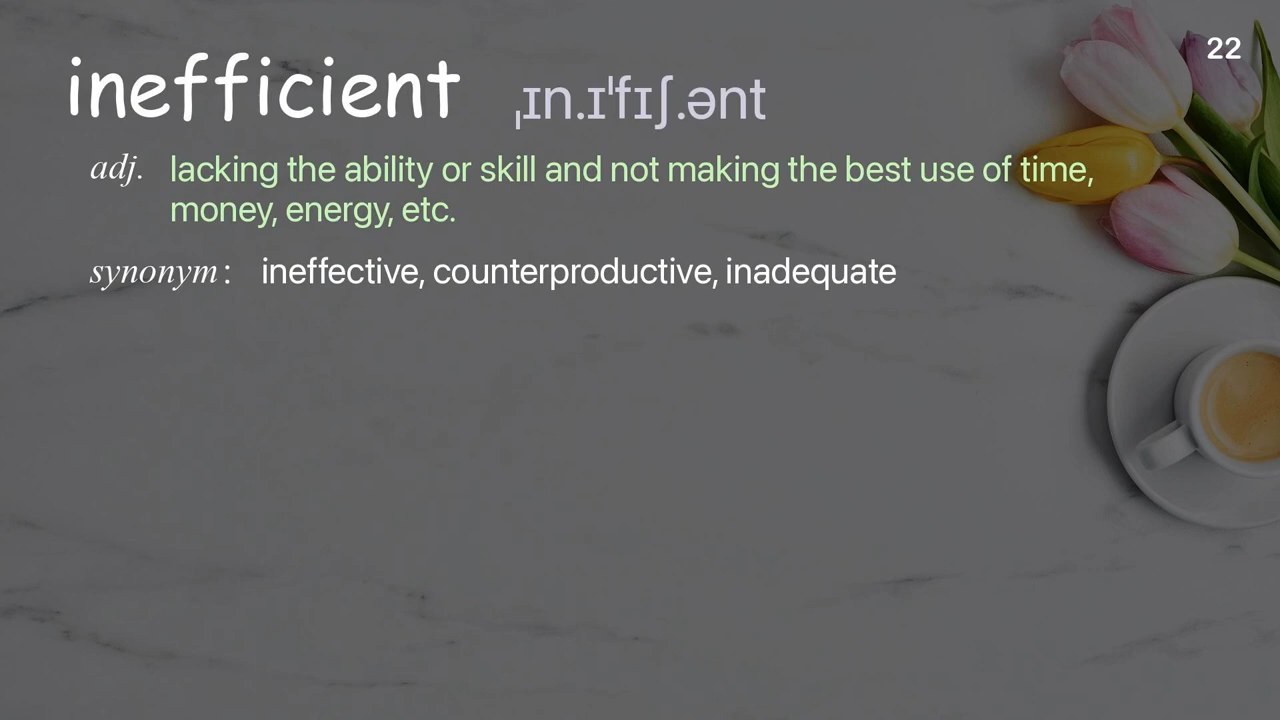 22
inefficient ˌɪn.ɪˈfɪʃ.ənt
adj. lacking the ability or skill and not making the best use of time,
money, energy, etc.
synonym: ineffective, counterproductive, inadequate